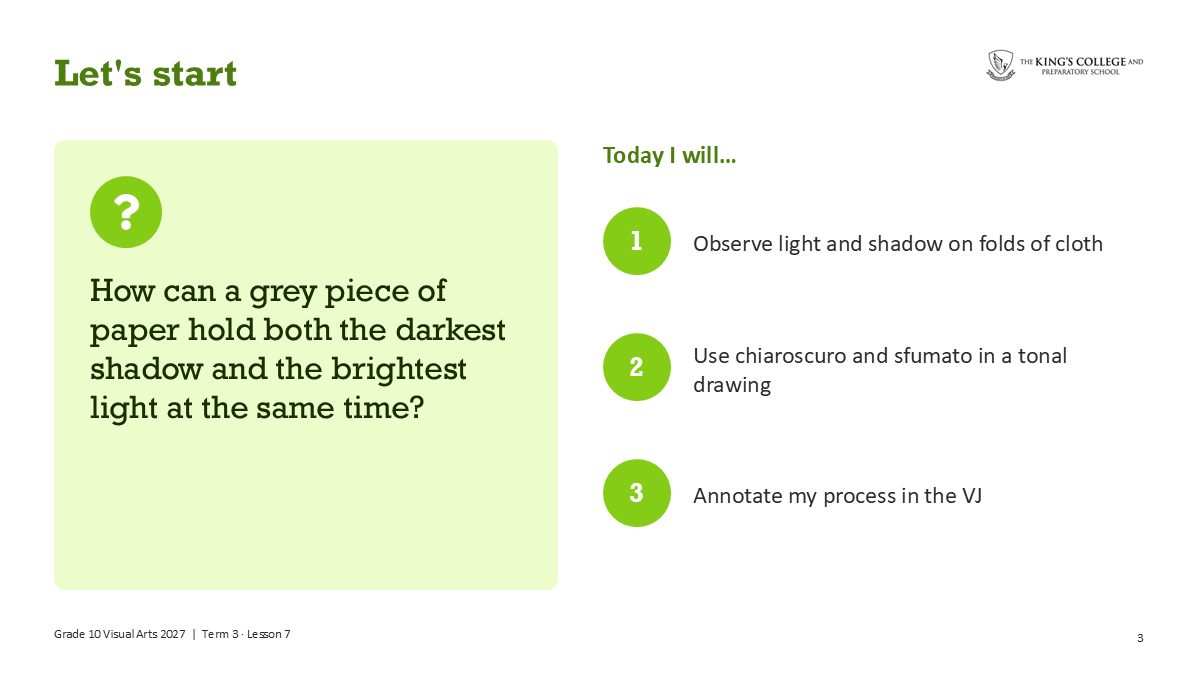 Let's start
THE KING'S COLLEGE AND
PREPARATORY SCHOOL
?
How can a grey piece of
paper hold both the darkest
shadow and the brightest
light at the same time?
Today I will...
1
Observe light and shadow on folds of cloth
2
Use chiaroscuro and sfumato in a tonal
drawing
3
Annotate my process in the VJ
Grade 10 Visual Arts 2027 | Term 3 · Lesson 7
3